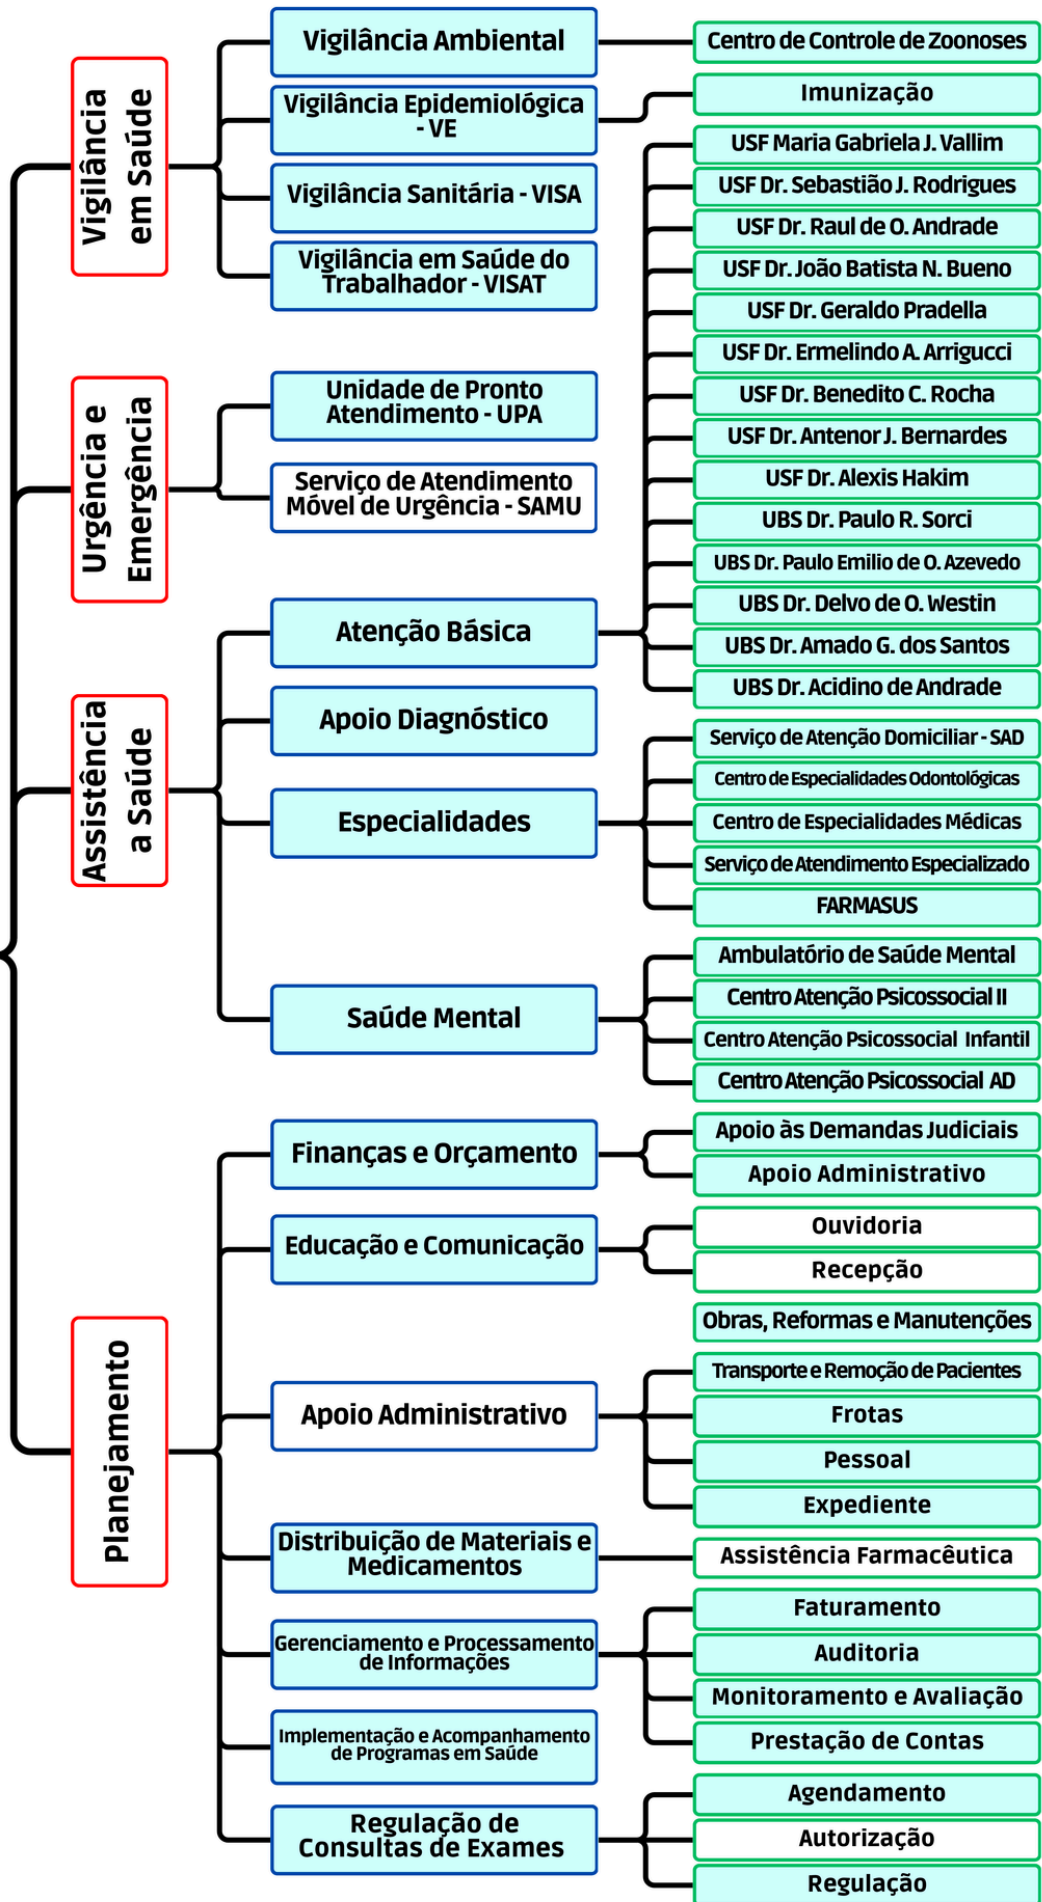 Vigilância
em Saúde
Vigilância Ambiental
Centro de Controle de Zoonoses
Vigilância Epidemiológica
- VE
Imunização
Vigilância Sanitária - VISA
Vigilância em Saúde do
Trabalhador - VISAT
Urgência e
Emergência
Unidade de Pronto
Atendimento - UPA
Serviço de Atendimento
Móvel de Urgência - SAMU
Assistência
a Saúde
Atenção Básica
USF Maria Gabriela J. Vallim
USF Dr. Sebastião J. Rodrigues
USF Dr. Raul de O. Andrade
USF Dr. João Batista N. Bueno
USF Dr. Geraldo Pradella
USF Dr. Ermelindo A. Arrigucci
USF Dr. Benedito C. Rocha
USF Dr. Antenor J. Bernardes
USF Dr. Alexis Hakim
UBS Dr. Paulo R. Sorci
UBS Dr. Paulo Emilio de O. Azevedo
UBS Dr. Delvo de O. Westin
UBS Dr. Amado G. dos Santos
UBS Dr. Acidino de Andrade
Apoio Diagnóstico
Especialidades
Serviço de Atenção Domiciliar - SAD
Centro de Especialidades Odontológicas
Centro de Especialidades Médicas
Serviço de Atendimento Especializado
FARMASUS
Saúde Mental
Ambulatório de Saúde Mental
Centro Atenção Psicossocial II
Centro Atenção Psicossocial Infantil
Centro Atenção Psicossocial AD
Planejamento
Finanças e Orçamento
Apoio às Demandas Judiciais
Apoio Administrativo
Educação e Comunicação
Ouvidoria
Recepção
Obras, Reformas e Manutenções
Apoio Administrativo
Transporte e Remoção de Pacientes
Frotas
Pessoal
Expediente
Distribuição de Materiais e
Medicamentos
Assistência Farmacêutica
Gerenciamento e Processamento
de Informações
Faturamento
Auditoria
Monitoramento e Avaliação
Prestação de Contas
Implementação e Acompanhamento
de Programas em Saúde
Regulação de
Consultas de Exames
Agendamento
Autorização
Regulação